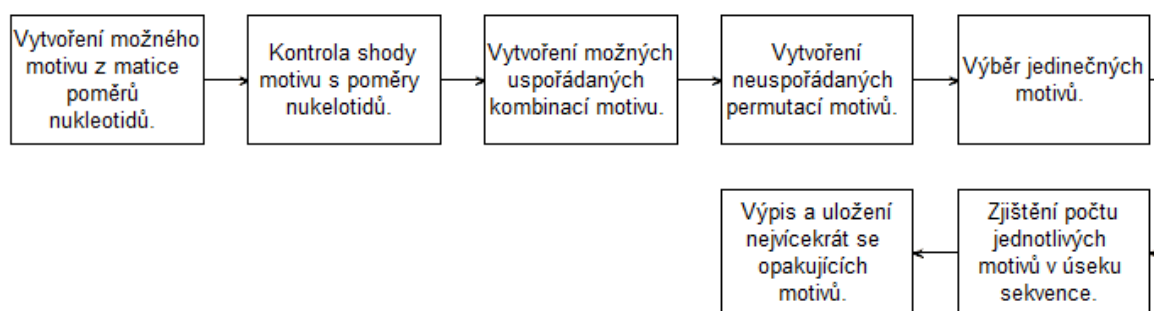 Vytvoření možného
motivu z matice
poměrů
nukleotidů.
Kontrola shody
motivu s poměry
nukelotidů.
Vytvoření možných
uspořádaných
kombinací motivu.
Vytvoření
neuspořádaných
permutací motivů.
Výběr jedinečných
motivů.
Zjištění počtu
jednotlivých
motivů v úseku
sekvence.
Výpis a uložení
nejvícekrát se
opakujících
motivů.